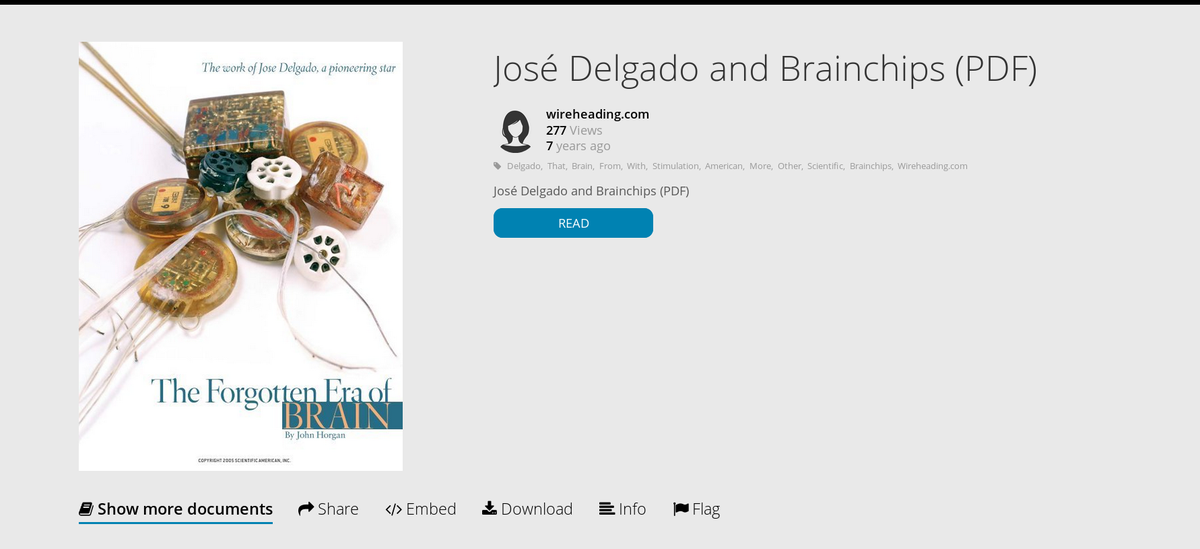 The work of Jose Delgado, a pioneering star
The Forgotten Era of
BRAIN
By John Horgan
COPYRIGHT 2005 SCIENTIFIC AMERICAN, INC.
José Delgado and Brainchips (PDF)
wireheading.com
277 Views
7 years ago
Delgado, That, Brain, From, With, Stimulation, American, More, Other, Scientific, Brainchips, Wireheading.com
José Delgado and Brainchips (PDF)
READ
Show more documents Share Embed Download Info Flag